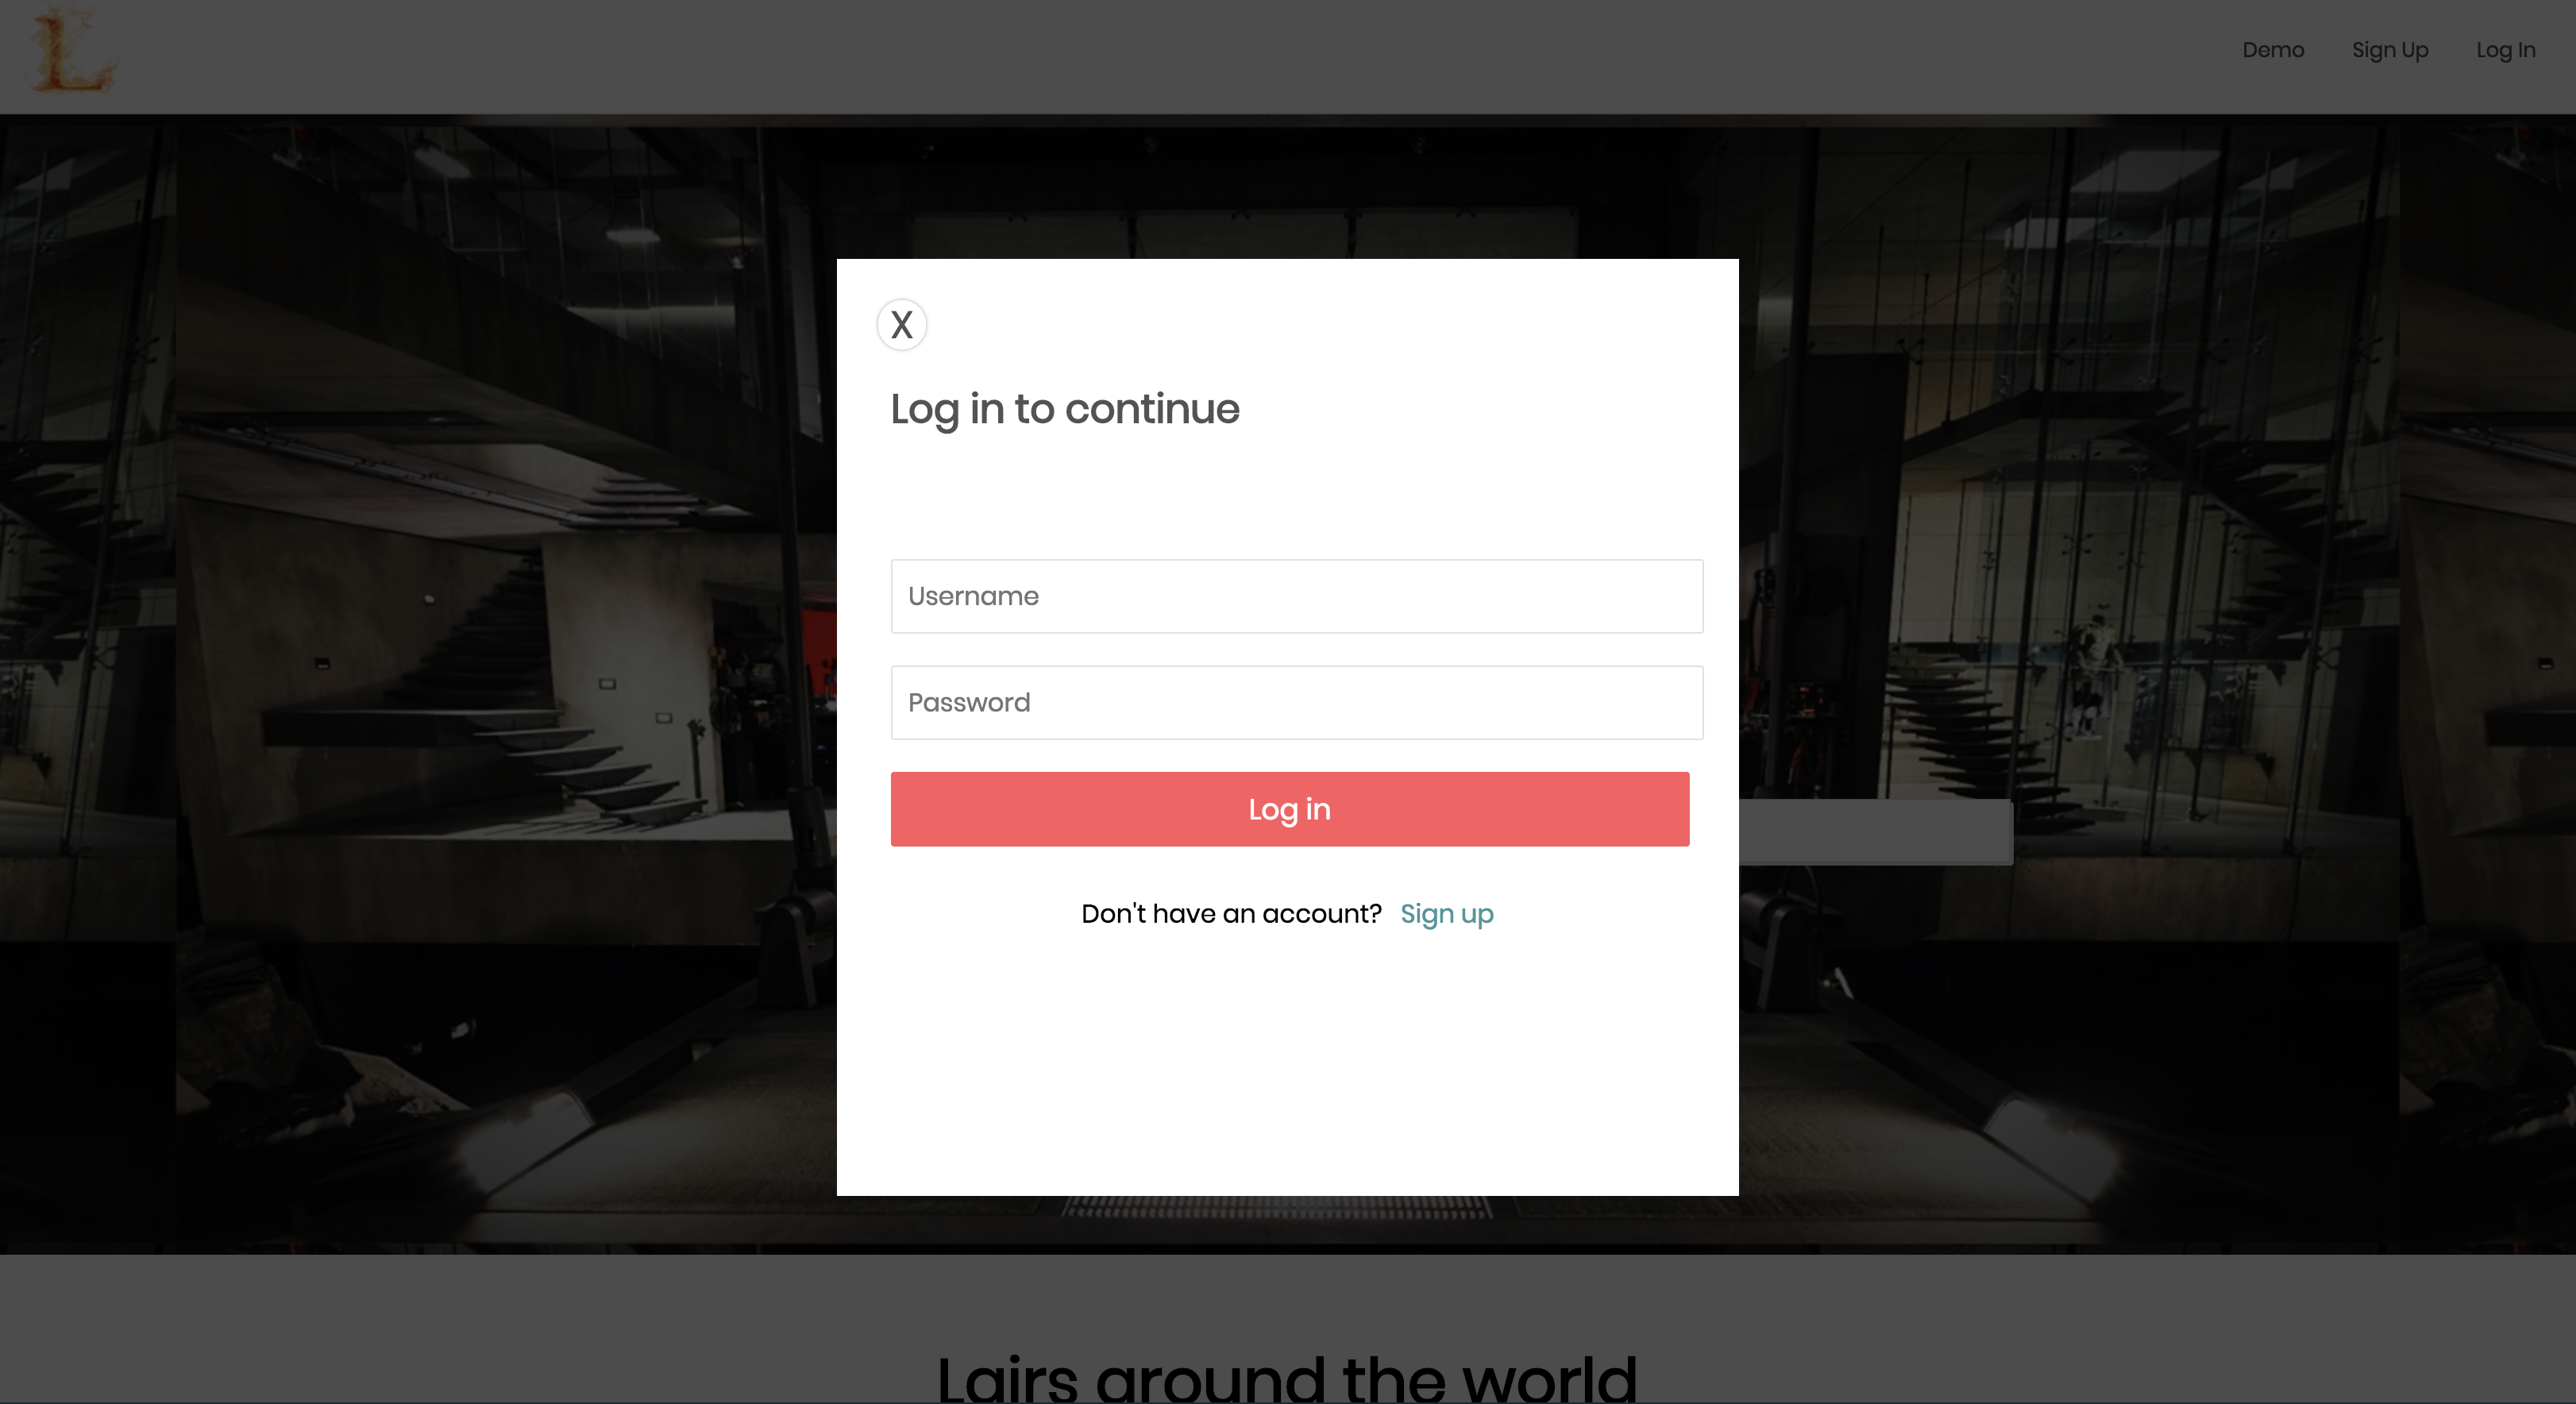 L
Demo Sign Up Log In
X
Log in to continue
Username
Password
Log in
Don't have an account? Sign up
Lairs around the world